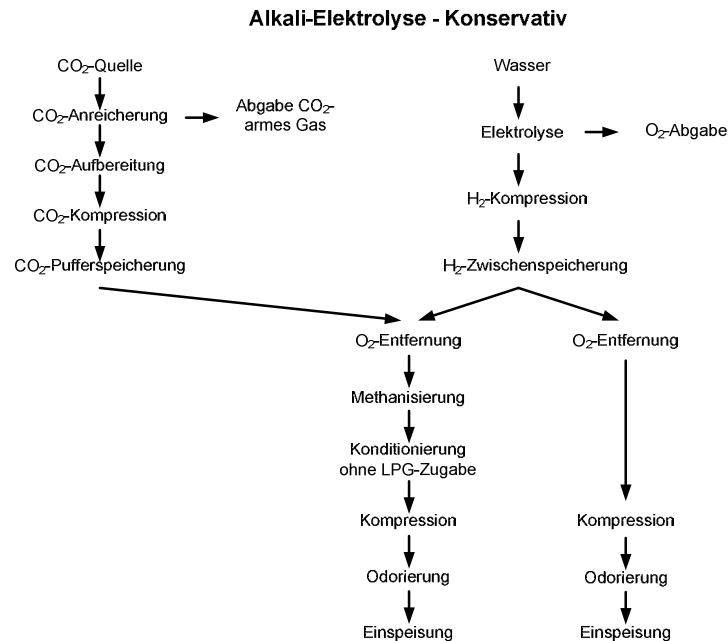 Alkali-Elektrolyse - Konservativ
CO₂-Quelle
CO₂-Anreicherung
Abgabe CO₂-
armes Gas
CO₂-Aufbereitung
CO₂-Kompression
CO₂-Pufferspeicherung
Wasser
Elektrolyse
O₂-Abgabe
H₂-Kompression
H₂-Zwischenspeicherung
O₂-Entfernung
Methanisierung
Konditionierung
ohne LPG-Zugabe
Kompression
Odorierung
Einspeisung
O₂-Entfernung
Kompression
Odorierung
Einspeisung